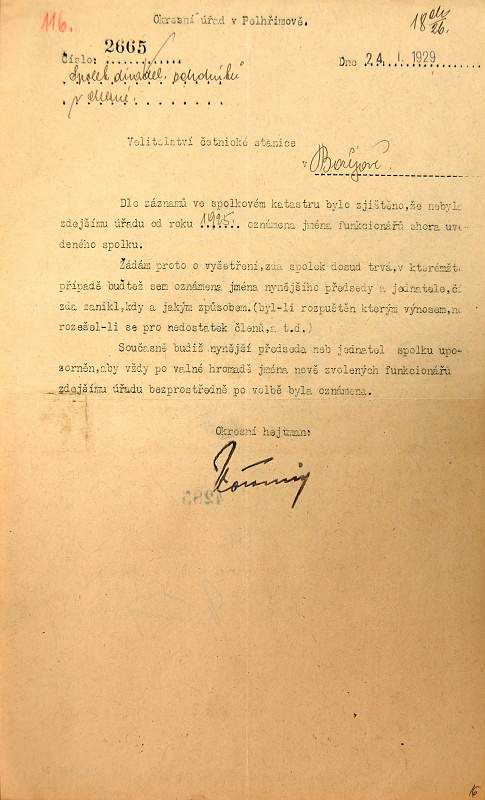 116.
Okresní úřad v Pelhřimově.
18
26.
Číslo: 2665
Dne 24. I. 1929
Spolek divadel. ochotníků
v
Velitelství četnické stanice
v
Dle záznamů ve spolkovém katastru bylo zjištěno, že nebyla
zdejšímu úřadu od roku 1925. oznámena jména funkcionářů shora uve-
deného spolku.
Žádám proto o vyšetření, zda spolek dosud trvá, v kterémžto
případě buďtež sem oznámena jména nynějšího předsedy a jednatele, či
zda zanikl, kdy a jakým způsobem. (byl-li rozpuštěn kterým výnosem, ne
rozešel-li se pro nedostatek členů, a t.d.)
Současně budiž nynější předseda neb jednatel spolku upo-
zorněn, aby vždy po valné hromadě jména nově zvolených funkcionářů
zdejšímu úřadu bezprostředně po volbě byla oznámena.
Okresní hejtman:
16